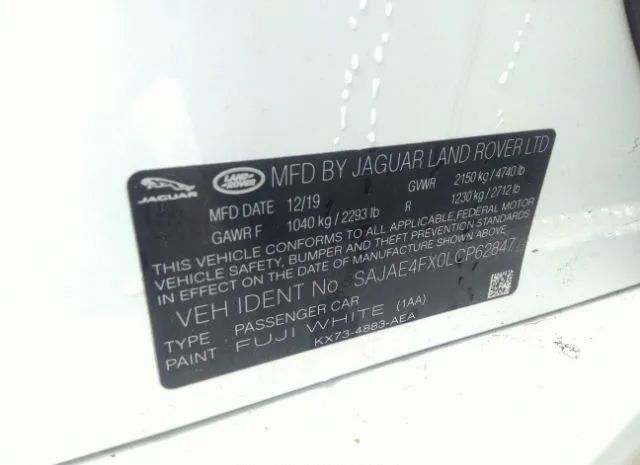 JAGUAR LAND ROVER MFD BY JAGUAR LAND ROVER LTD
MFD DATE 12/19 GVWR 2150 kg / 4740 lb
GAWR F 1040 kg / 2293 lb R 1230 kg / 2712 lb
THIS VEHICLE CONFORMS TO ALL APPLICABLE FEDERAL MOTOR
VEHICLE SAFETY, BUMPER AND THEFT PREVENTION STANDARDS
IN EFFECT ON THE DATE OF MANUFACTURE SHOWN ABOVE.
VEH IDENT No. SAJAE4FX0LCP62847
TYPE PASSENGER CAR
PAINT FUJI WHITE (1AA)
KX73-4883-AEA